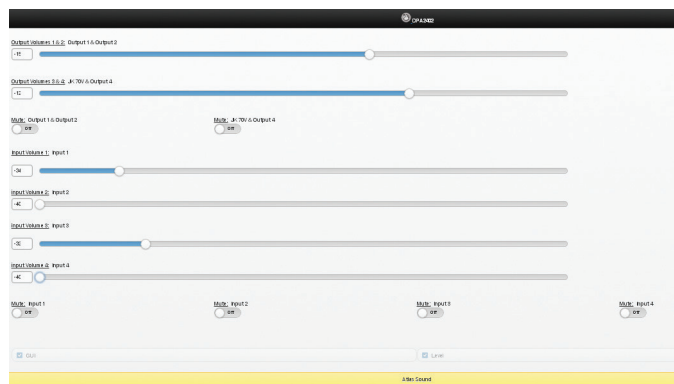 DPA2402
Output Volumes 1 & 2: Output 1 & Output 2
-15
Output Volumes 3 & 4: JK 70V & Output 4
-12
Mute: Output 1 & Output 2 Mute: JK 70V & Output 4
Off Off
Input Volume 1: Input 1
-34
Input Volume 2: Input 2
-40
Input Volume 3: Input 3
Input Volume 4: Input 4
-40
Mute: Input 1 Mute: Input 2 Mute: Input 3 Mute: Input 4
Off Off Off Off
Level
Atlas Sound